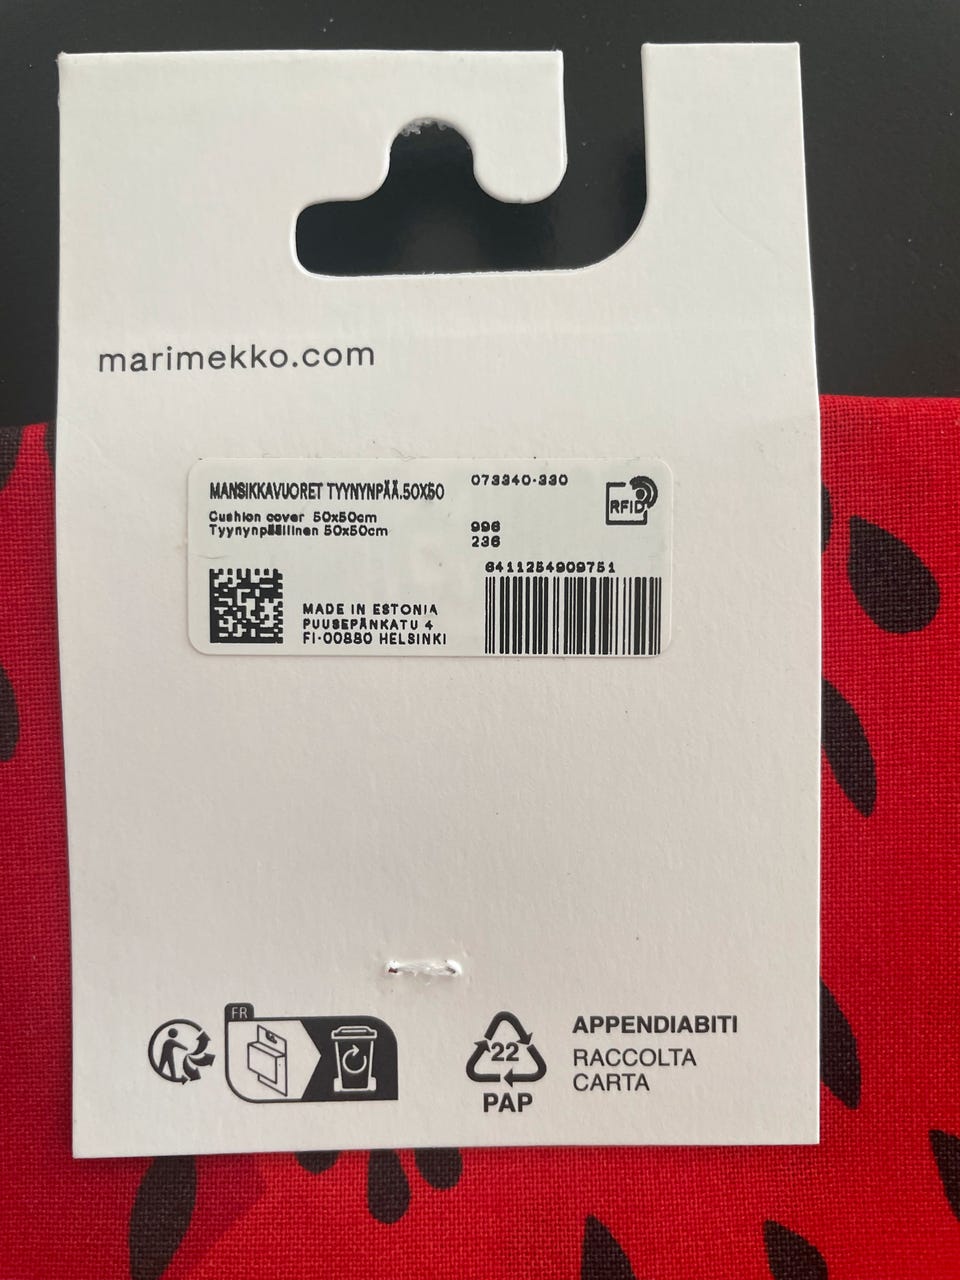 marimekko.com
MANSIKKAVUORET TYYNYNPÄÄ.50X50
073340-330
Cushion cover 50x50cm
Tyynynpäällinen 50x50cm
996
236
RFID
6411254909751
MADE IN ESTONIA
PUUSEPÄNKATU 4
FI-00880 HELSINKI
FR
22
PAP
APPENDIABITI
RACCOLTA
CARTA